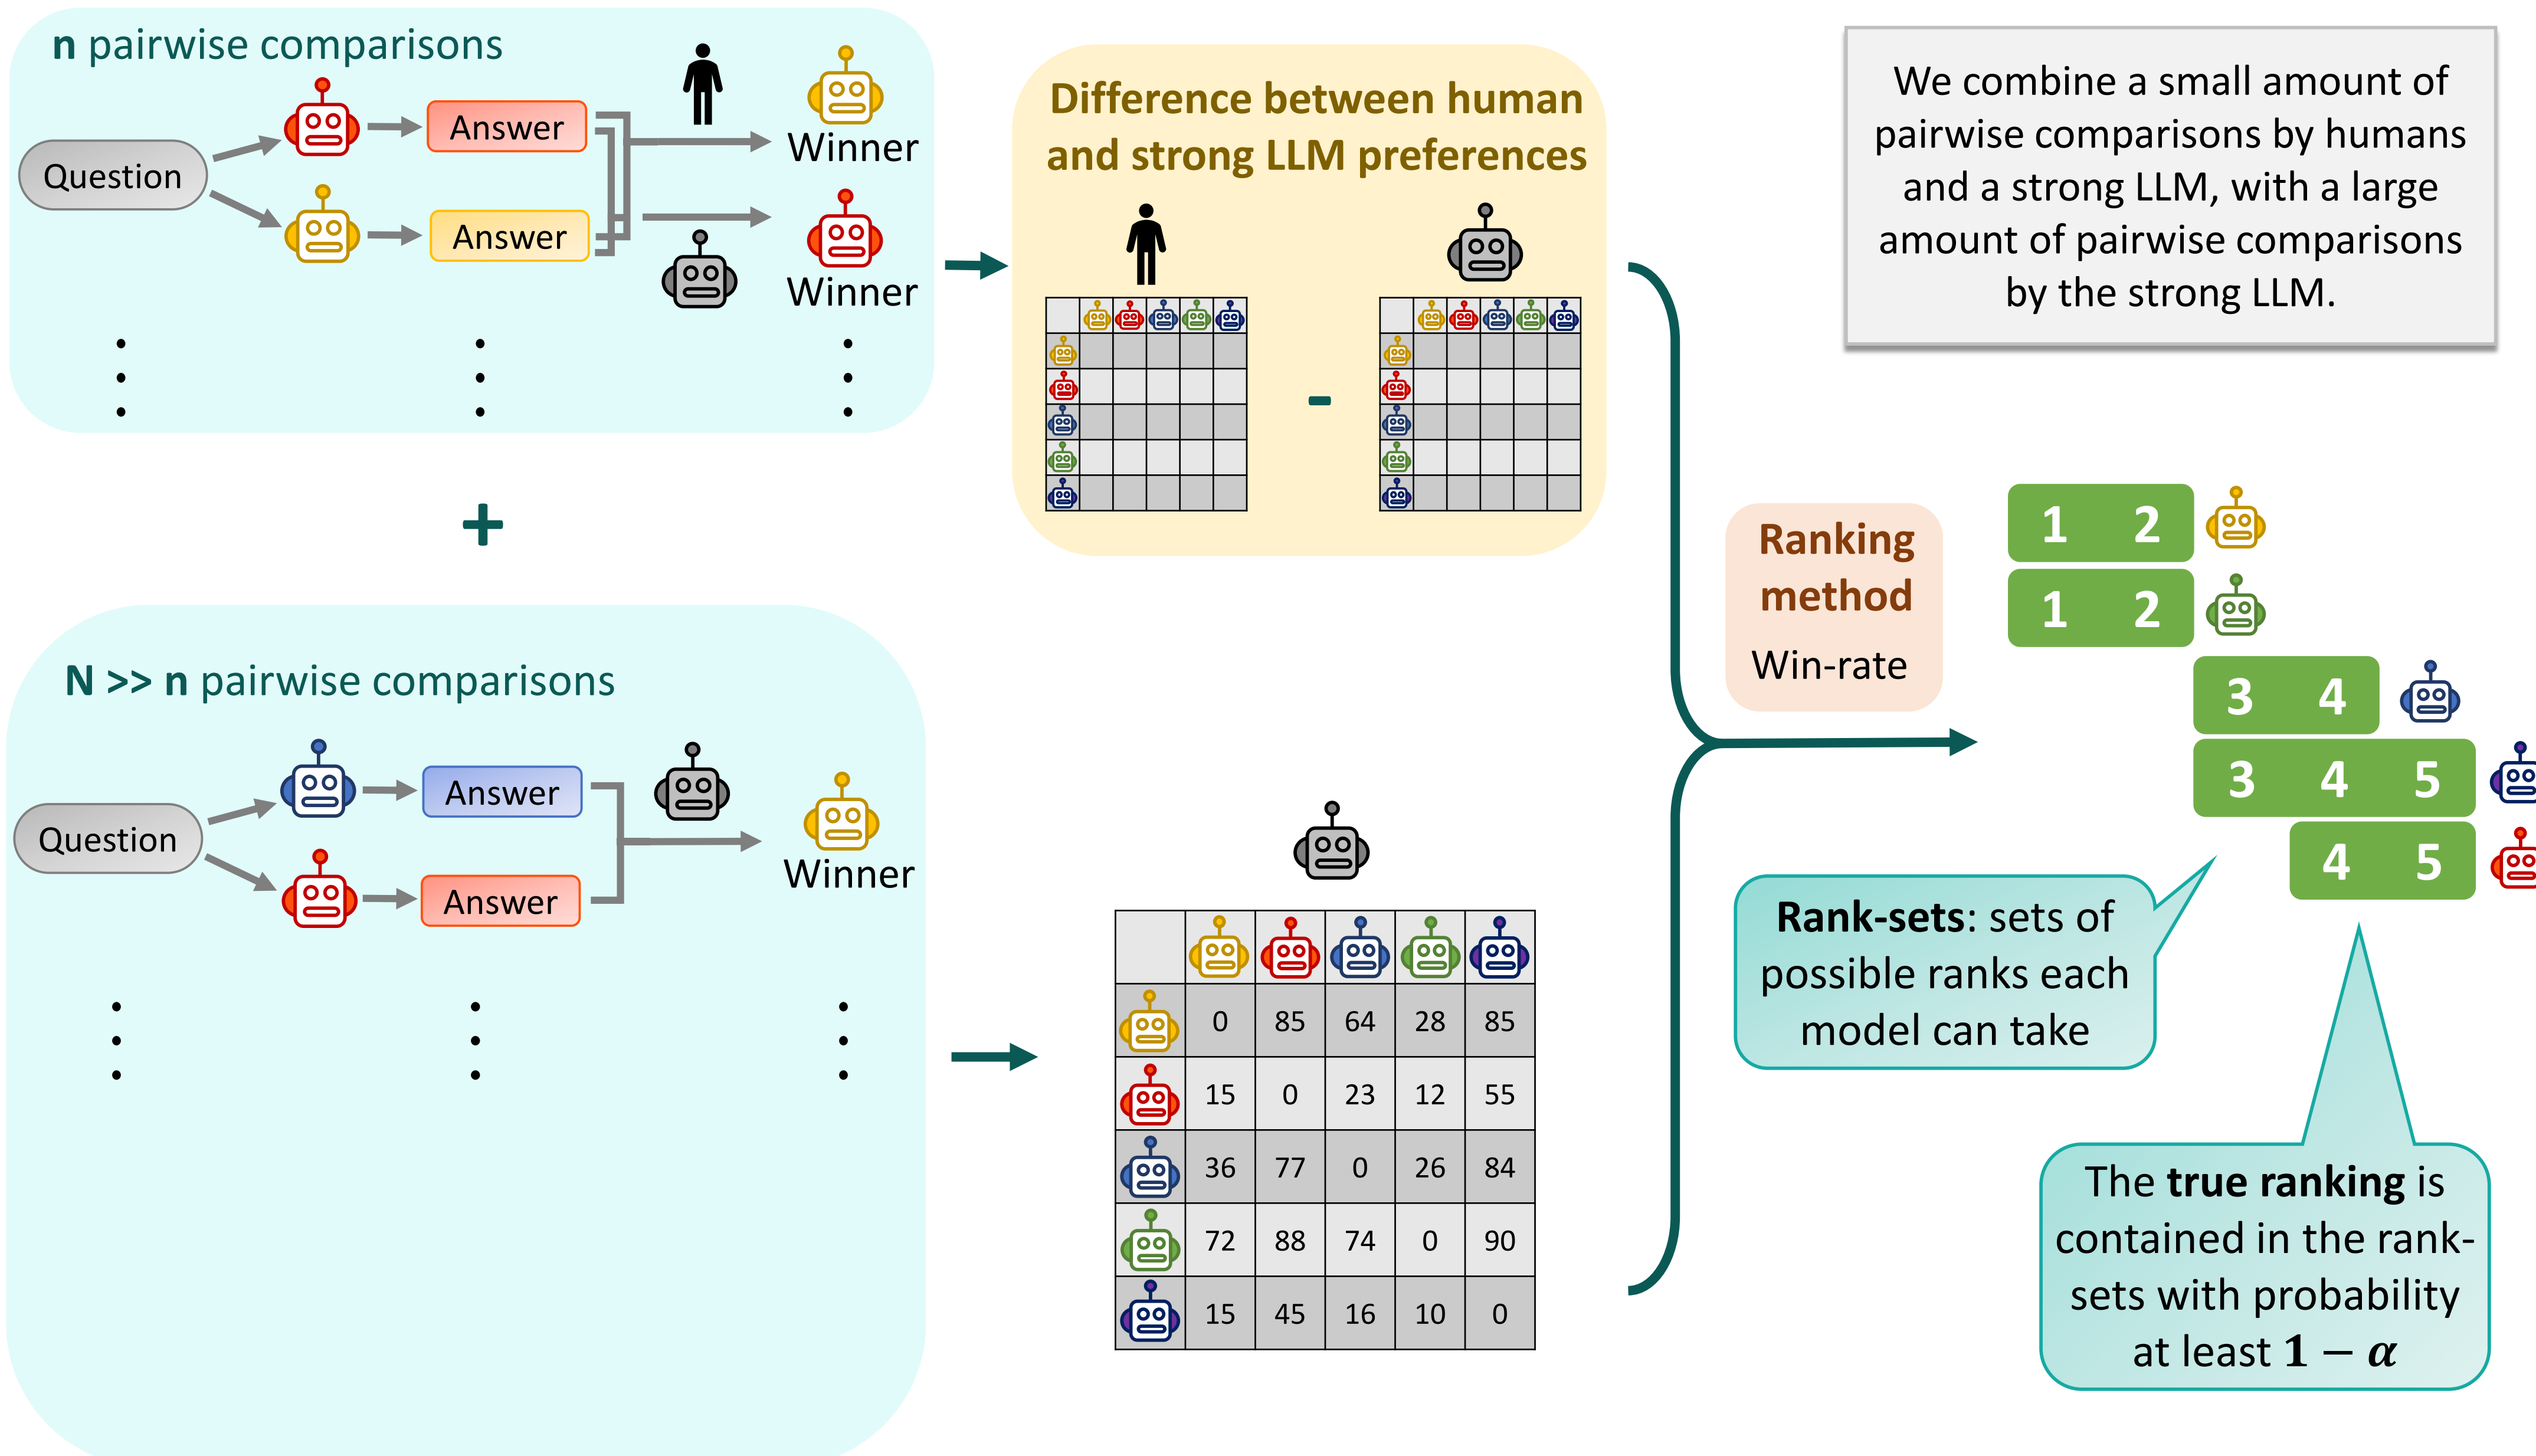 n pairwise comparisons
Question
Answer
Answer
Winner
Winner
+
N >> n pairwise comparisons
Question
Answer
Answer
Winner
Difference between human
and strong LLM preferences
-
0 85 64 28 85
15 0 23 12 55
36 77 0 26 84
72 88 74 0 90
15 45 16 10 0
We combine a small amount of
pairwise comparisons by humans
and a strong LLM, with a large
amount of pairwise comparisons
by the strong LLM.
Ranking
method
Win-rate
1 2
1 2
3 4
3 4 5
4 5
Rank-sets: sets of
possible ranks each
model can take
The true ranking is
contained in the rank-
sets with probability
at least 1 − α